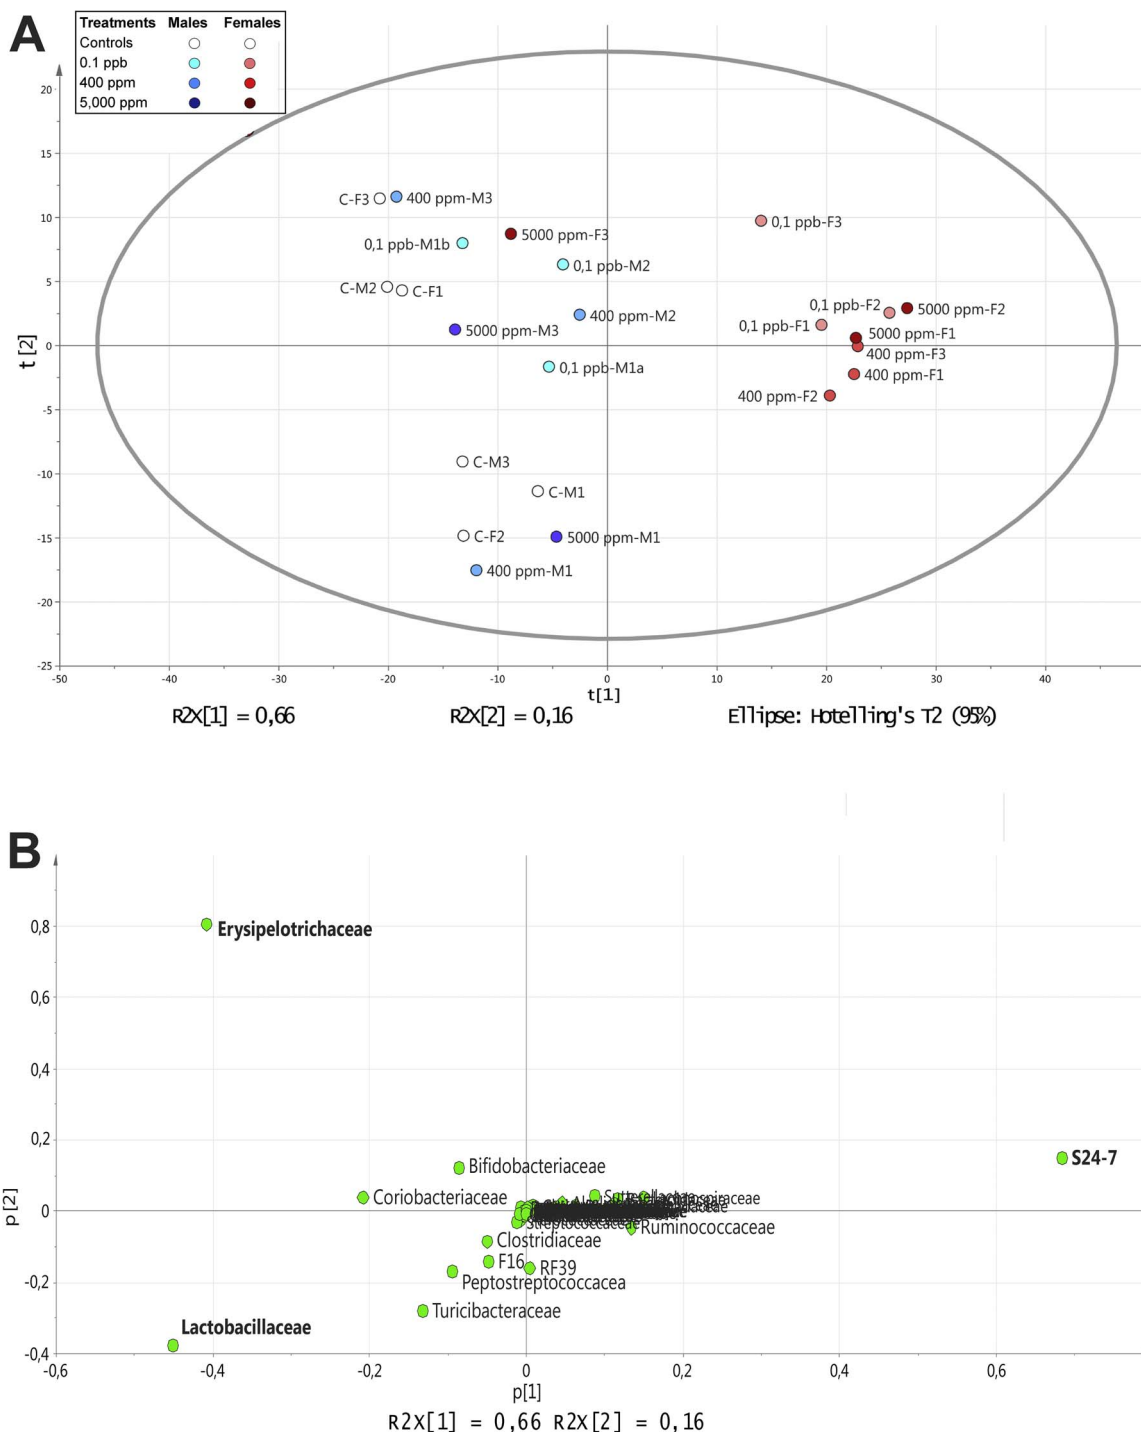 A
Treatments Males Females
Controls
0.1 ppb
400 ppm
5,000 ppm
20
15
10
5
0
-5
-10
-15
-20
-25
t[2]
C-F3
400 ppm-M3
0,1 ppb-M1b
5000 ppm-F3
0,1 ppb-M2
C-M2
C-F1
400 ppm-M2
5000 ppm-M3
0,1 ppb-M1a
C-M3
C-M1
C-F2
5000 ppm-M1
400 ppm-M1
0,1 ppb-F3
0,1 ppb-F2
5000 ppm-F2
0,1 ppb-F1
5000 ppm-F1
400 ppm-F3
400 ppm-F1
400 ppm-F2
-50 -40 -30 -20 -10 0 10 20 30 40
t[1]
R2X[1] = 0,66 R2X[2] = 0,16 Ellipse: Hotelling's T2 (95%)
B
0,8
0,6
0,4
0,2
0
-0,2
-0,4
p[2]
Erysipelotrichaceae
S24-7
Bifidobacteriaceae
Coriobacteriaceae
Streptococcaceae
Ruminococcaceae
Clostridiaceae
F16
RF39
Peptostreptococcacea
Turicibacteraceae
Lactobacillaceae
-0,6 -0,4 -0,2 0 0,2 0,4 0,6
p[1]
R2X[1] = 0,66 R2X[2] = 0,16